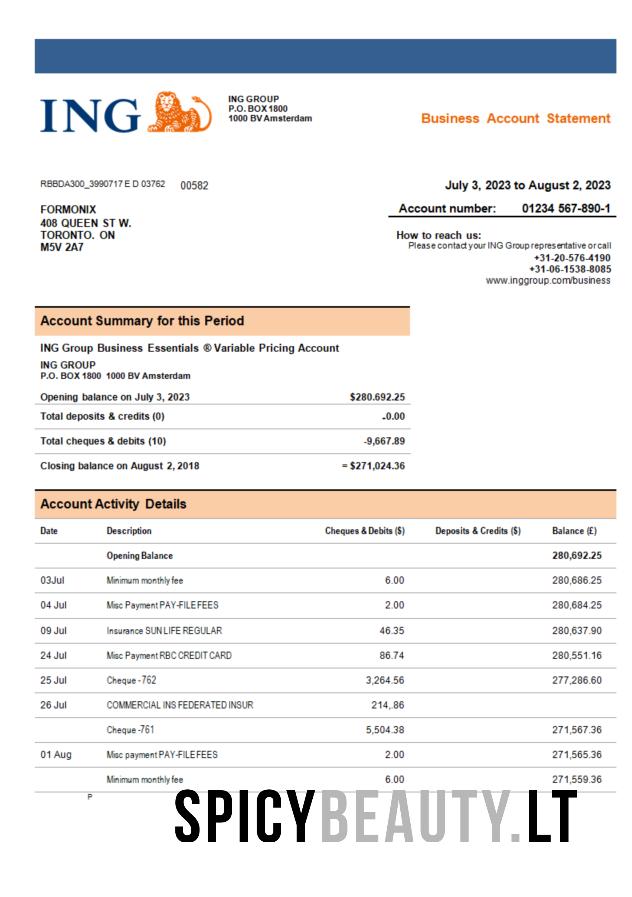 ING
ING GROUP
P.O. BOX 1800
1000 BV Amsterdam
Business Account Statement
RBBDA300_3990717 E D 03762 00582
July 3, 2023 to August 2, 2023
FORMONIX
408 QUEEN ST W.
TORONTO. ON
M5V 2A7
Account number: 01234 567-890-1
How to reach us:
Please contact your ING Group representative or call
+31-20-576-4190
+31-06-1538-8085
www.inggroup.com/business
Account Summary for this Period
ING Group Business Essentials ® Variable Pricing Account
ING GROUP
P.O. BOX 1800 1000 BV Amsterdam
Opening balance on July 3, 2023 $280.692.25
Total deposits & credits (0) -0.00
Total cheques & debits (10) -9,667.89
Closing balance on August 2, 2018 = $271,024.36
Account Activity Details
Date Description Cheques & Debits ($) Deposits & Credits ($) Balance (£)
Opening Balance 280,692.25
03Jul Minimum monthly fee 6.00 280,686.25
04 Jul Misc Payment PAY-FILE FEES 2.00 280,684.25
09 Jul Insurance SUN LIFE REGULAR 46.35 280,637.90
24 Jul Misc Payment RBC CREDIT CARD 86.74 280,551.16
25 Jul Cheque -762 3,264.56 277,286.60
26 Jul COMMERCIAL INS FEDERATED INSUR 214,.86
Cheque -761 5,504.38 271,567.36
01 Aug Misc payment PAY-FILE FEES 2.00 271,565.36
Minimum monthly fee 6.00 271,559.36
P
SPICYBEAUTY.LT